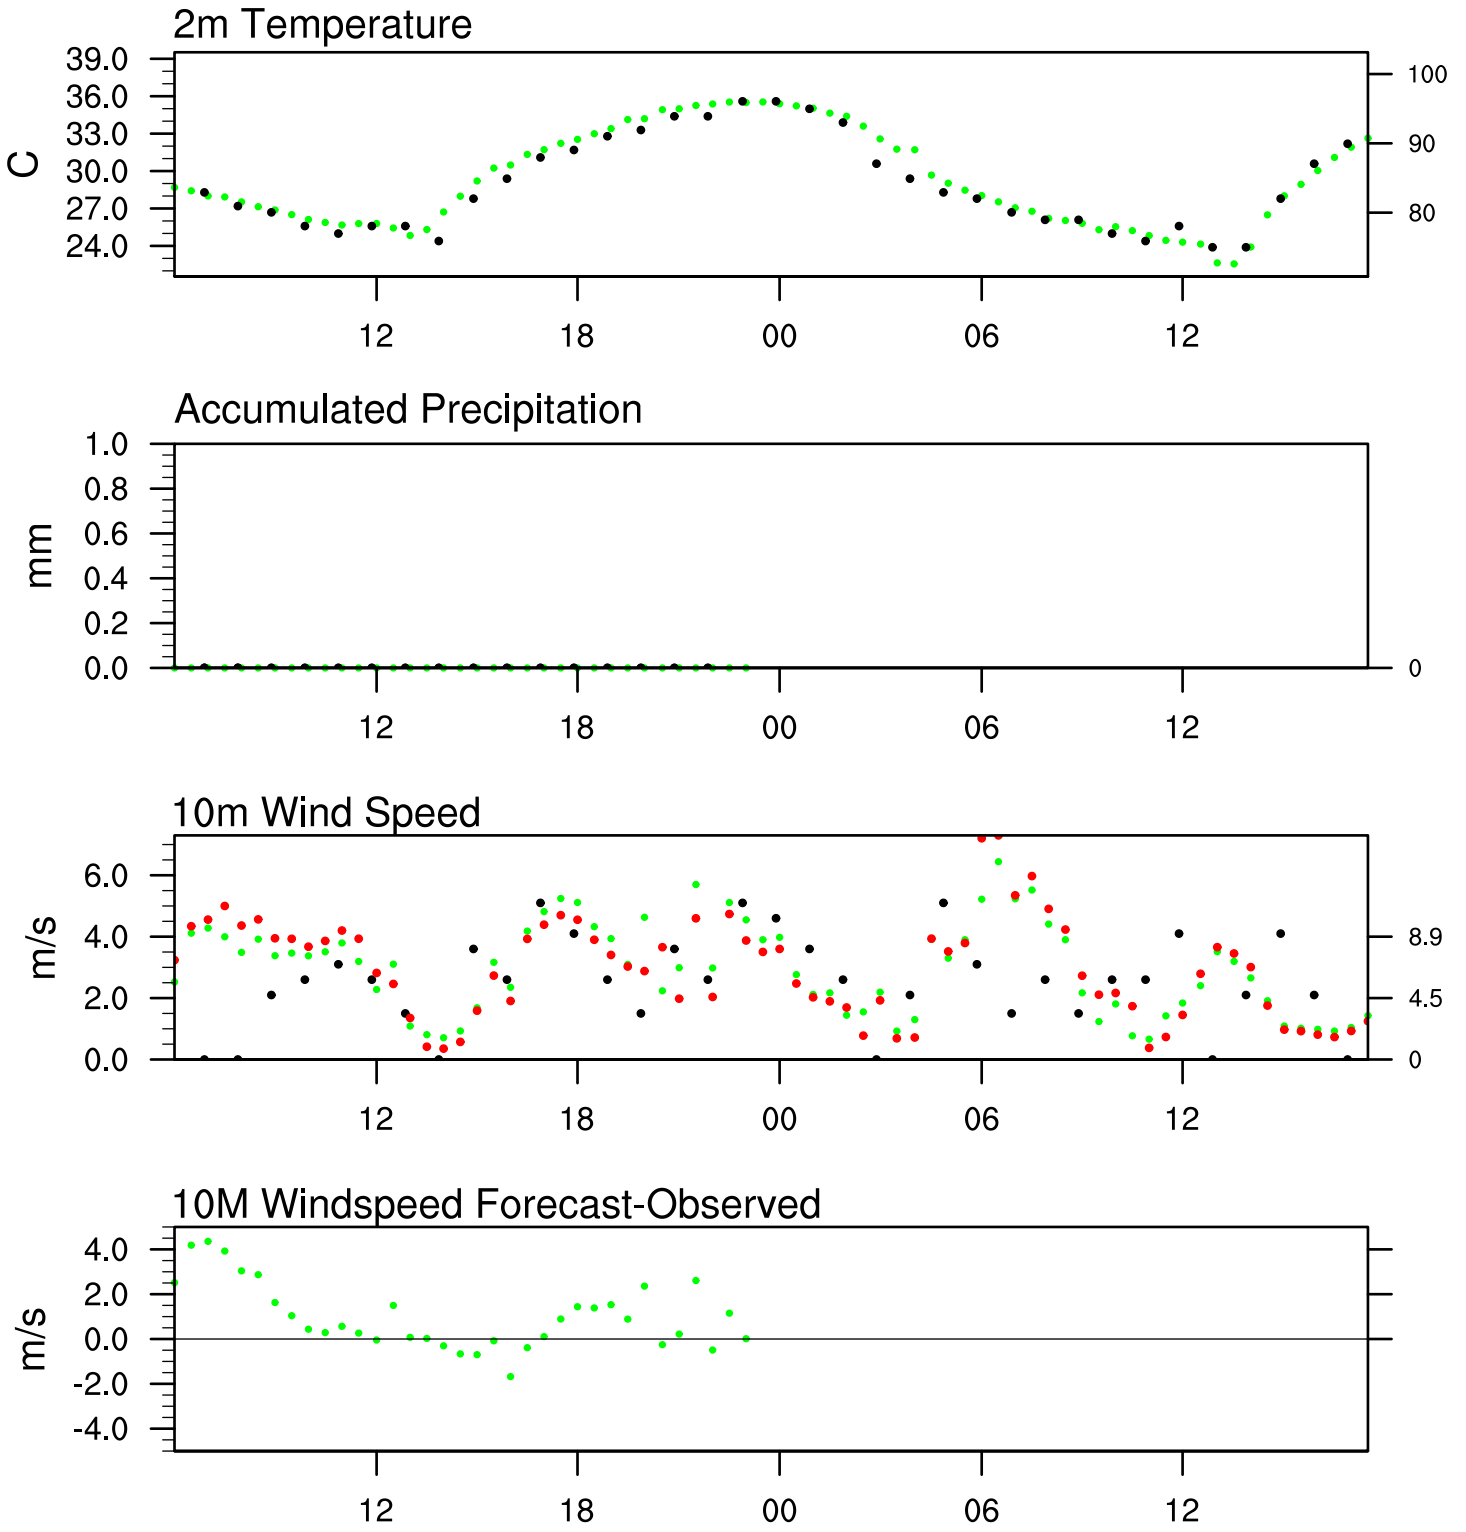 2m Temperature
39.0
36.0
33.0
30.0
27.0
24.0
C
100
90
80
12 18 00 06 12
Accumulated Precipitation
1.0
0.8
0.6
0.4
0.2
0.0
mm
0
12 18 00 06 12
10m Wind Speed
6.0
4.0
2.0
0.0
m/s
8.9
4.5
0
12 18 00 06 12
10M Windspeed Forecast-Observed
4.0
2.0
0.0
-2.0
-4.0
m/s
12 18 00 06 12